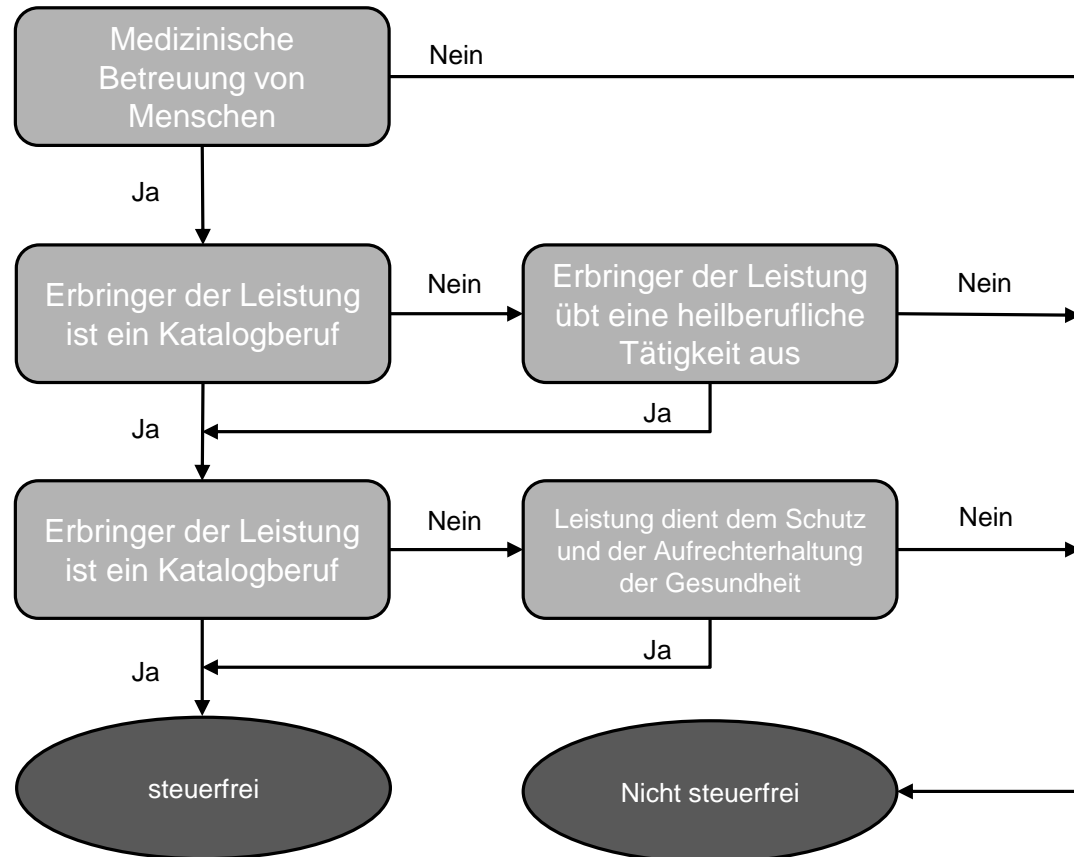 Medizinische
Betreuung von
Menschen
Nein
Ja
Erbringer der Leistung
ist ein Katalogberuf
Nein
Erbringer der Leistung
übt eine heilberufliche
Tätigkeit aus
Nein
Ja
Ja
Erbringer der Leistung
ist ein Katalogberuf
Nein
Leistung dient dem Schutz
und der Aufrechterhaltung
der Gesundheit
Nein
Ja
Ja
steuerfrei
Nicht steuerfrei